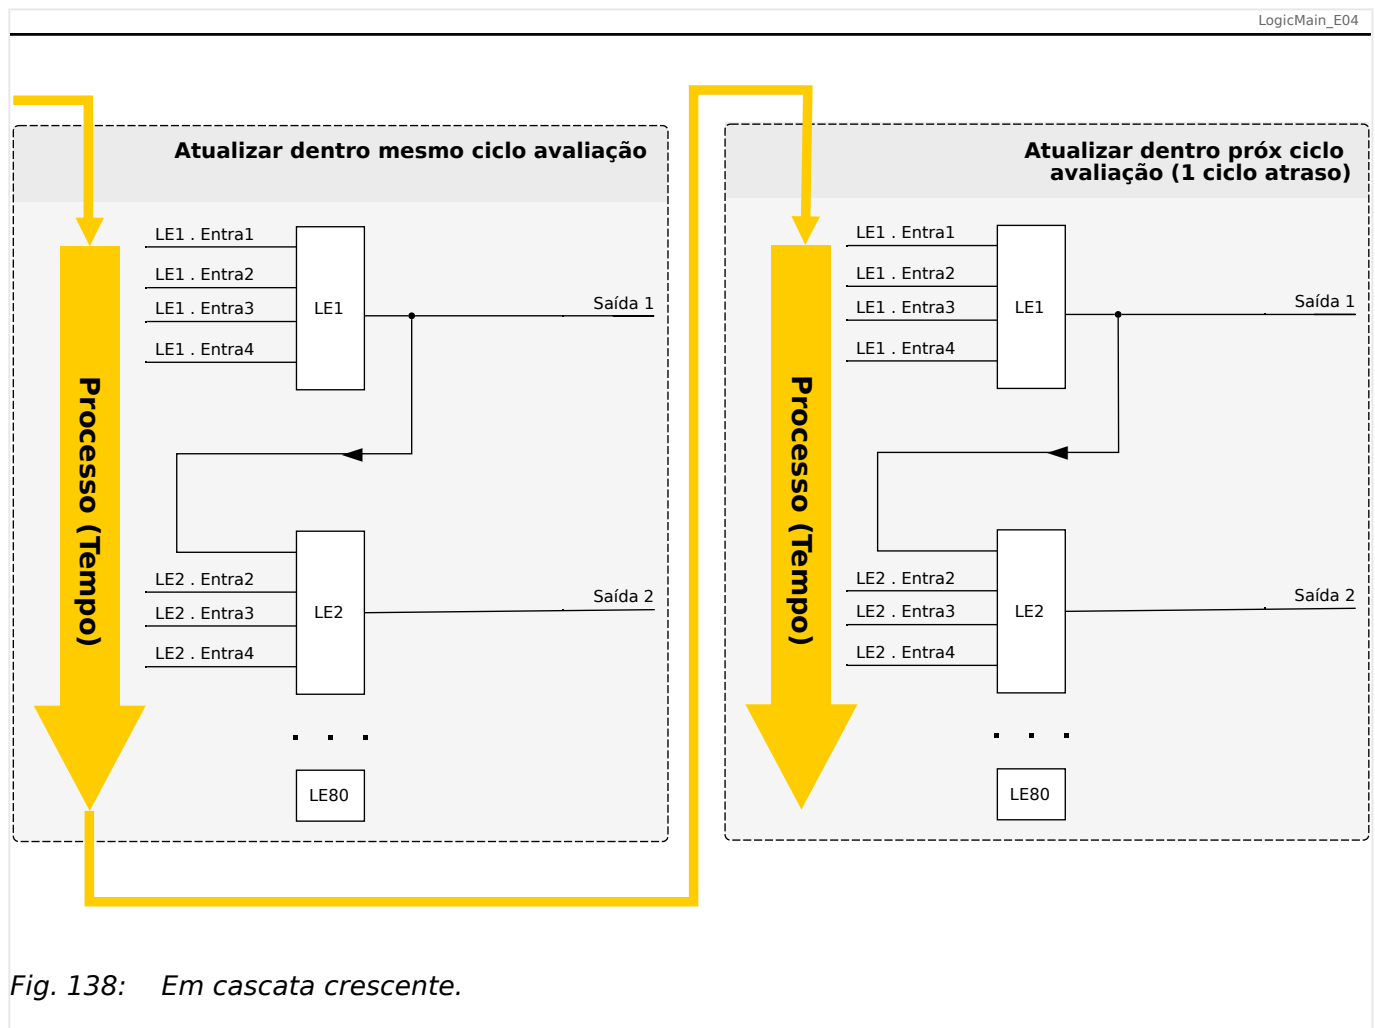 LogicMain_E04
Atualizar dentro mesmo ciclo avaliação
LE1 . Entra1
LE1 . Entra2
LE1 . Entra3
LE1 . Entra4
LE1
Saída 1
Processo (Tempo)
LE2 . Entra2
LE2 . Entra3
LE2 . Entra4
LE2
Saída 2
. . .
LE80
Atualizar dentro próx ciclo
avaliação (1 ciclo atraso)
LE1 . Entra1
LE1 . Entra2
LE1 . Entra3
LE1 . Entra4
LE1
Saída 1
Processo (Tempo)
LE2 . Entra2
LE2 . Entra3
LE2 . Entra4
LE2
Saída 2
. . .
LE80
Fig. 138: Em cascata crescente.